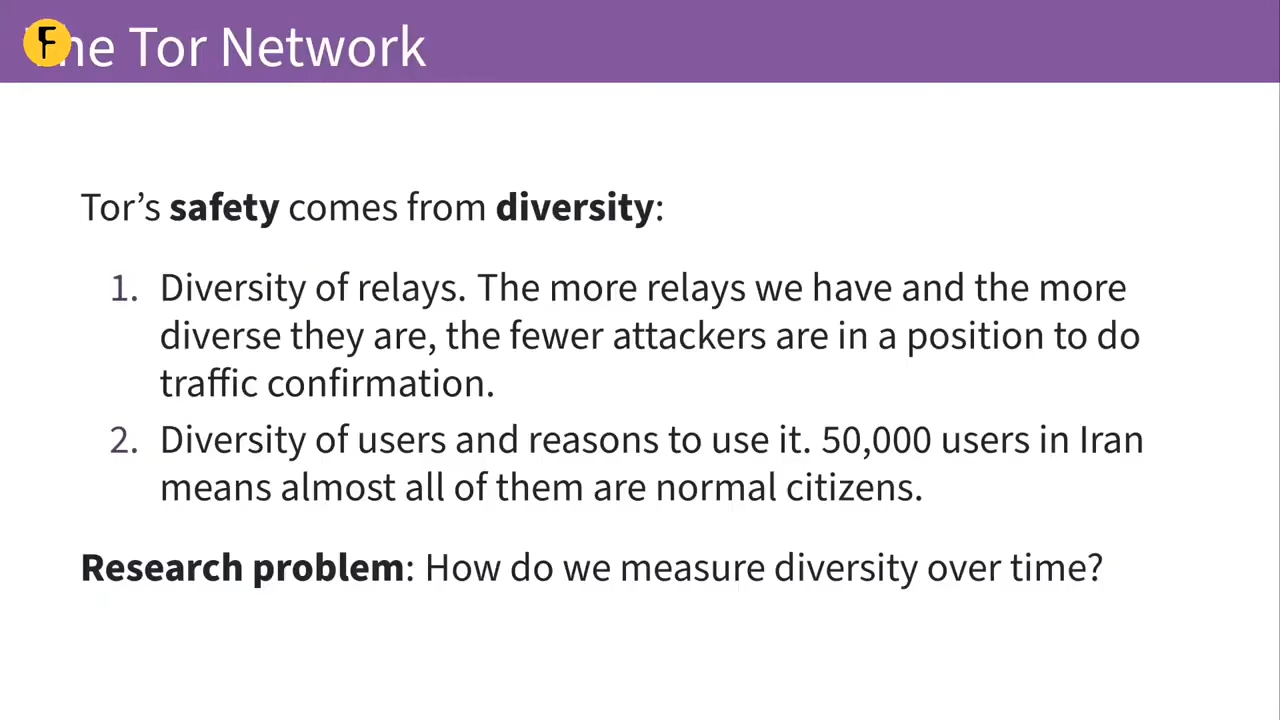 The Tor Network
F
Tor’s safety comes from diversity:
1. Diversity of relays. The more relays we have and the more
diverse they are, the fewer attackers are in a position to do
traffic confirmation.
2. Diversity of users and reasons to use it. 50,000 users in Iran
means almost all of them are normal citizens.
Research problem: How do we measure diversity over time?